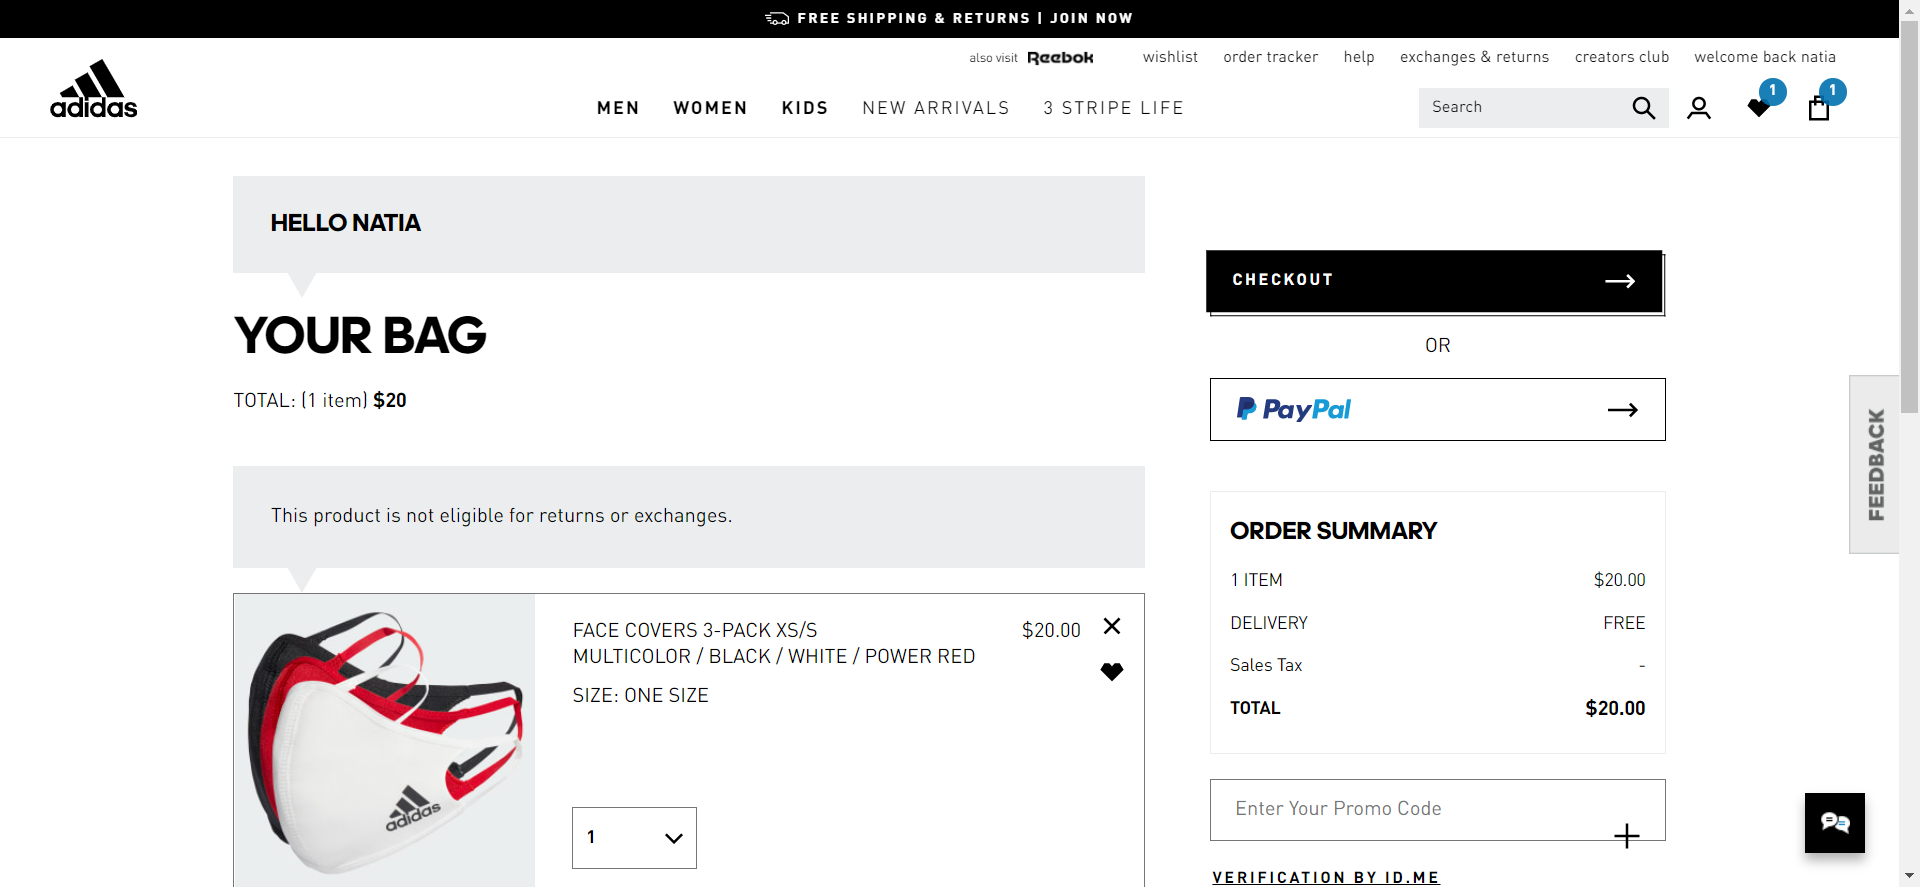 FREE SHIPPING & RETURNS | JOIN NOW
also visit Reebok wishlist order tracker help exchanges & returns creators club welcome back natia
adidas
MEN WOMEN KIDS NEW ARRIVALS 3 STRIPE LIFE
Search
1
1
HELLO NATIA
YOUR BAG
TOTAL: (1 item) $20
This product is not eligible for returns or exchanges.
FACE COVERS 3-PACK XS/S
MULTICOLOR / BLACK / WHITE / POWER RED
$20.00
SIZE: ONE SIZE
adidas
1
CHECKOUT
OR
PayPal
ORDER SUMMARY
1 ITEM $20.00
DELIVERY FREE
Sales Tax -
TOTAL $20.00
Enter Your Promo Code
VERIFICATION BY ID.ME
FEEDBACK